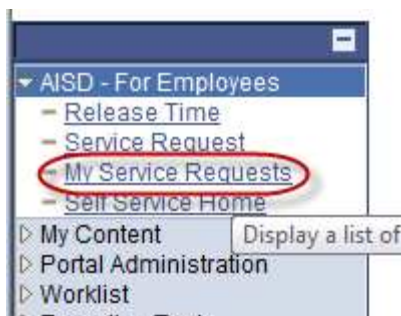 AISD - For Employees
Release Time
Service Request
My Service Requests
Self Service Home
My Content
Display a list of
Portal Administration
Worklist